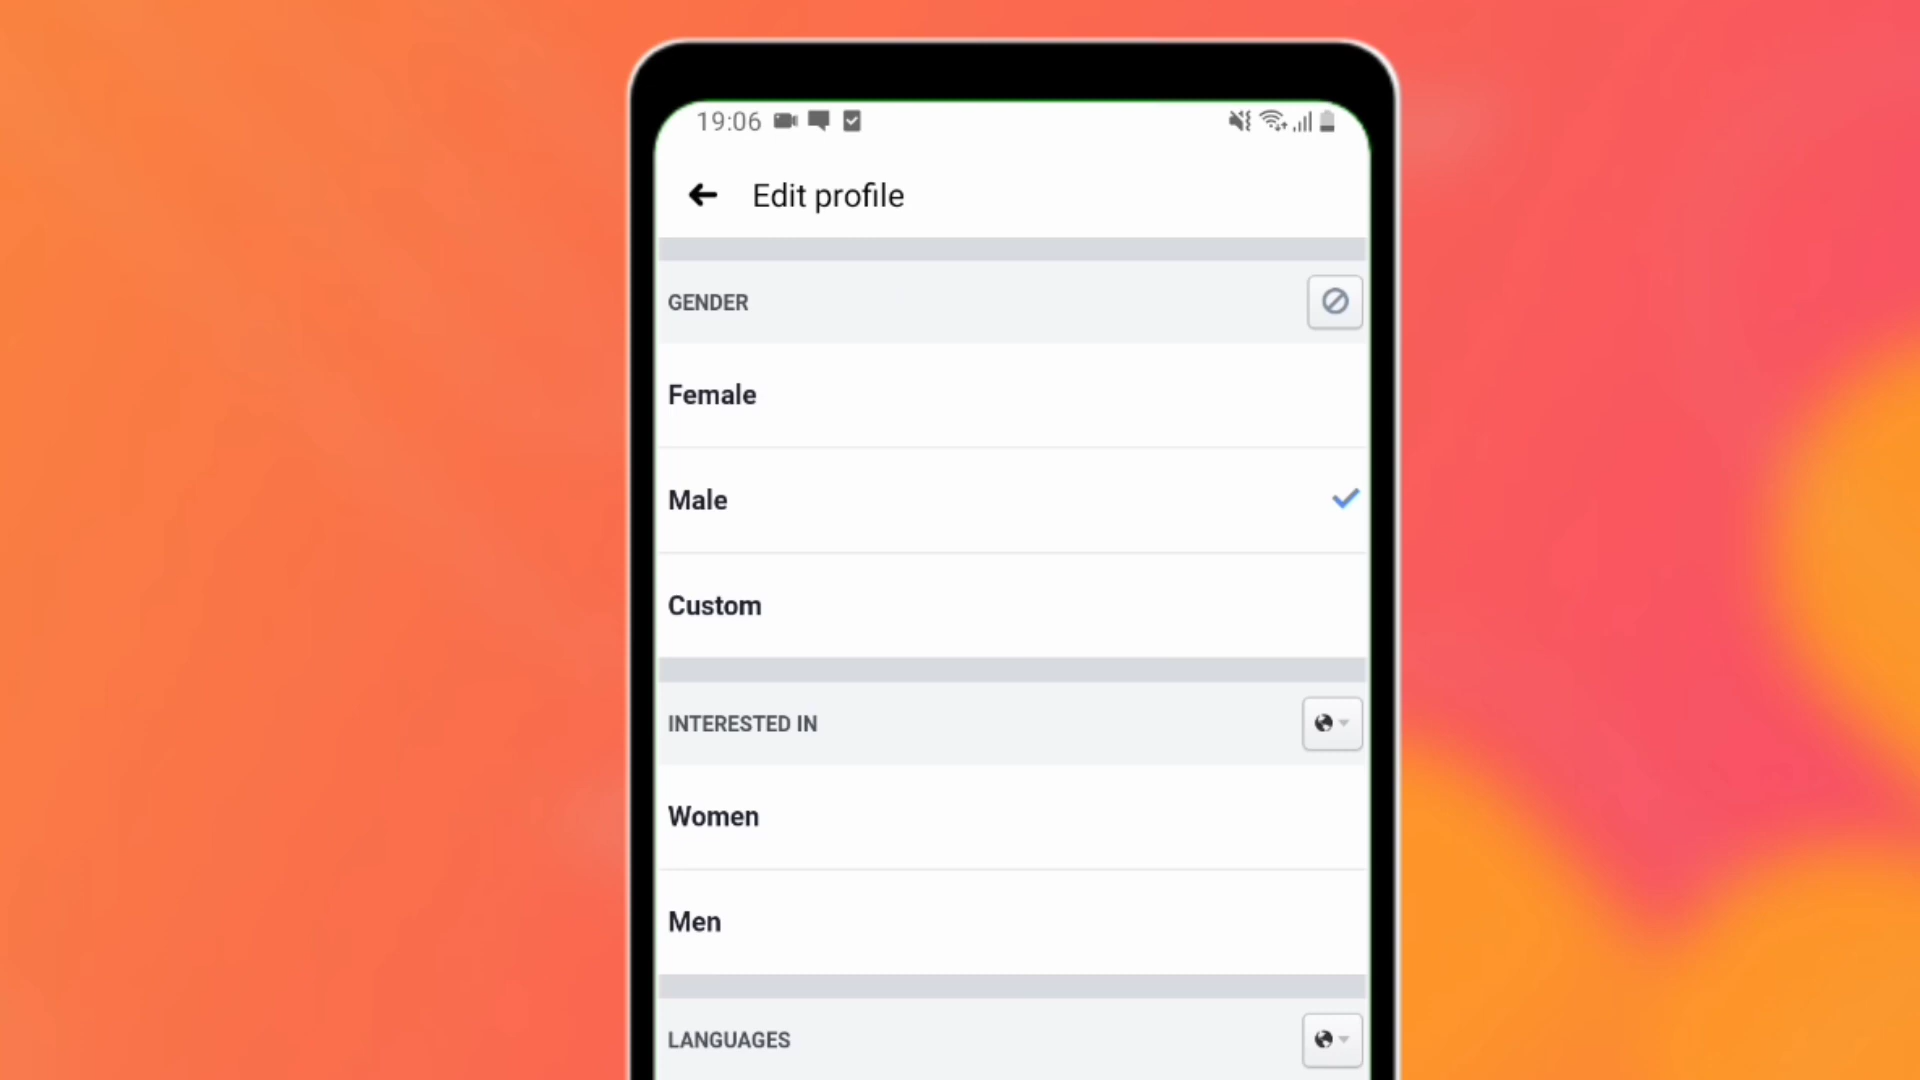 19:06
Edit profile
GENDER
Female
Male
Custom
INTERESTED IN
Women
Men
LANGUAGES